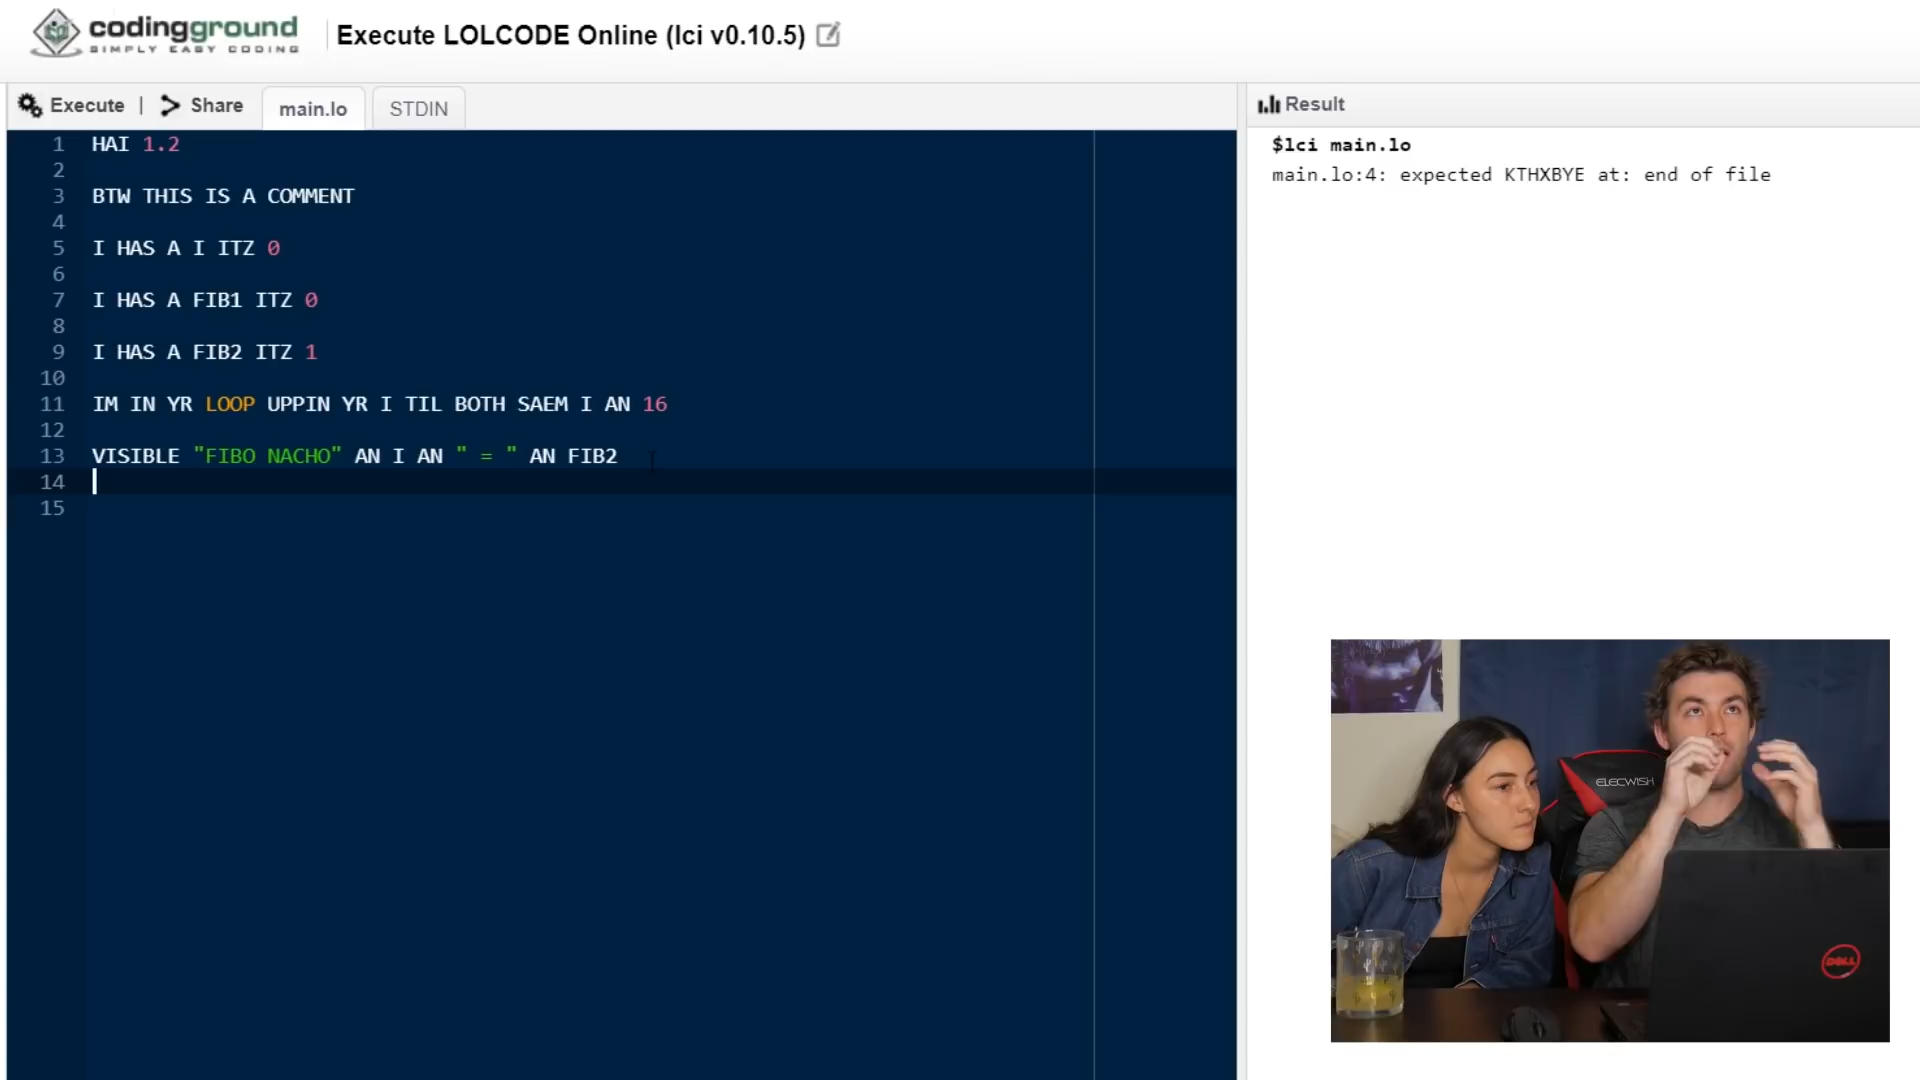 codingground
SIMPLY EASY CODING
Execute LOLCODE Online (lci v0.10.5)
Execute | Share main.lo STDIN
Result
1 HAI 1.2
2
3 BTW THIS IS A COMMENT
4
5 I HAS A I ITZ 0
6
7 I HAS A FIB1 ITZ 0
8
9 I HAS A FIB2 ITZ 1
10
11 IM IN YR LOOP UPPIN YR I TIL BOTH SAEM I AN 16
12
13 VISIBLE "FIBO NACHO" AN I AN " = " AN FIB2
14
15
$lci main.lo
main.lo:4: expected KTHXBYE at: end of file
ELECWISH
DELL